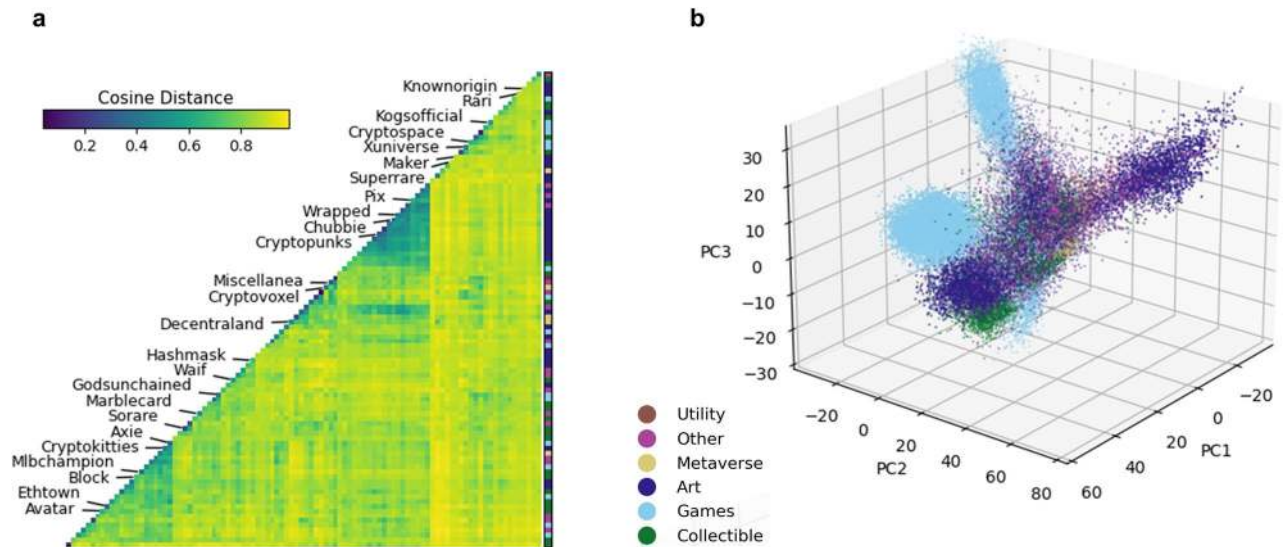 a
Cosine Distance
0.2 0.4 0.6 0.8
Knownorigin
Rari
Kogsofficial
Cryptospace
Xuniverse
Maker
Superrare
Pix
Wrapped
Chubbie
Cryptopunks
Miscellanea
Cryptovoxel
Decentraland
Hashmask
Waif
Godsunchained
Marblecard
Sorare
Axie
Cryptokitties
Mlbchampion
Block
Ethtown
Avatar
b
PC3
30
20
10
0
−10
−20
−30
−20
0
20
40
60
80
PC2
60
40
20
0
−20
PC1
Utility
Other
Metaverse
Art
Games
Collectible